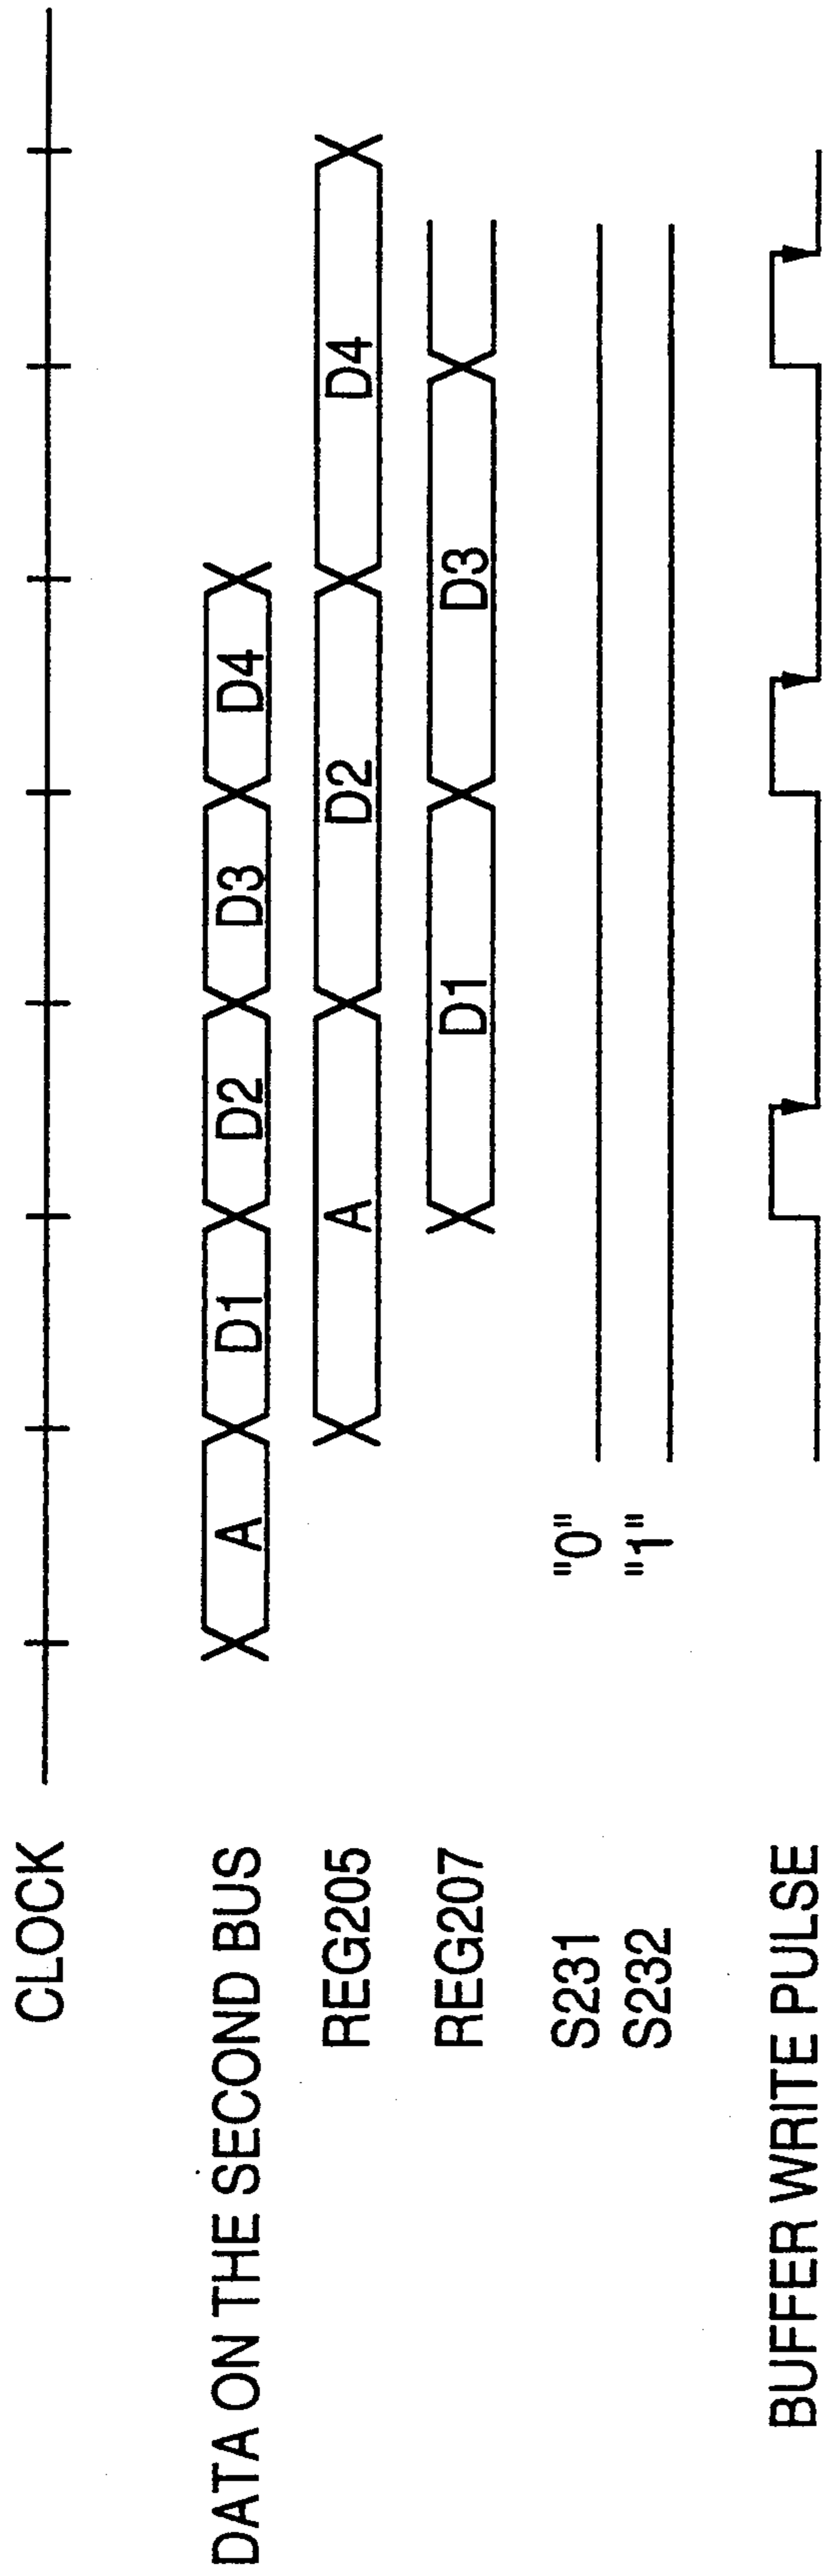 CLOCK
DATA ON THE SECOND BUS A D1 D2 D3 D4
REG205 A D2 D4
REG207 D1 D3
S231 "0"
S232 "1"
BUFFER WRITE PULSE